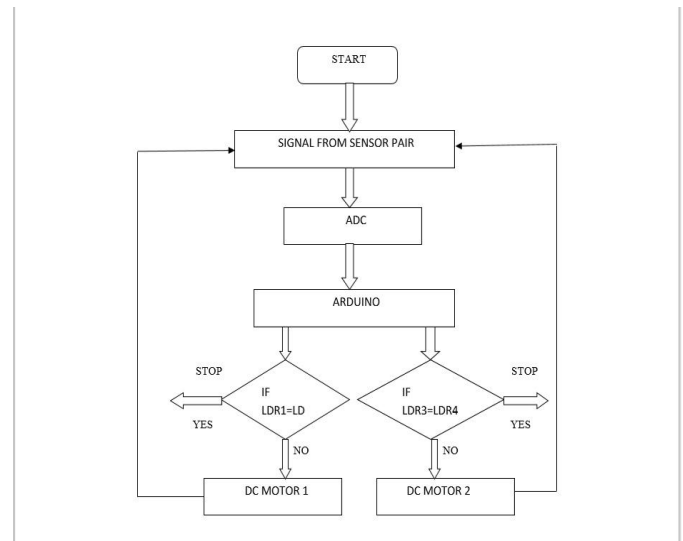 START
SIGNAL FROM SENSOR PAIR
ADC
ARDUINO
STOP
IF
LDR1=LD
YES
IF
LDR3=LDR4
STOP
YES
NO
NO
DC MOTOR 1
DC MOTOR 2